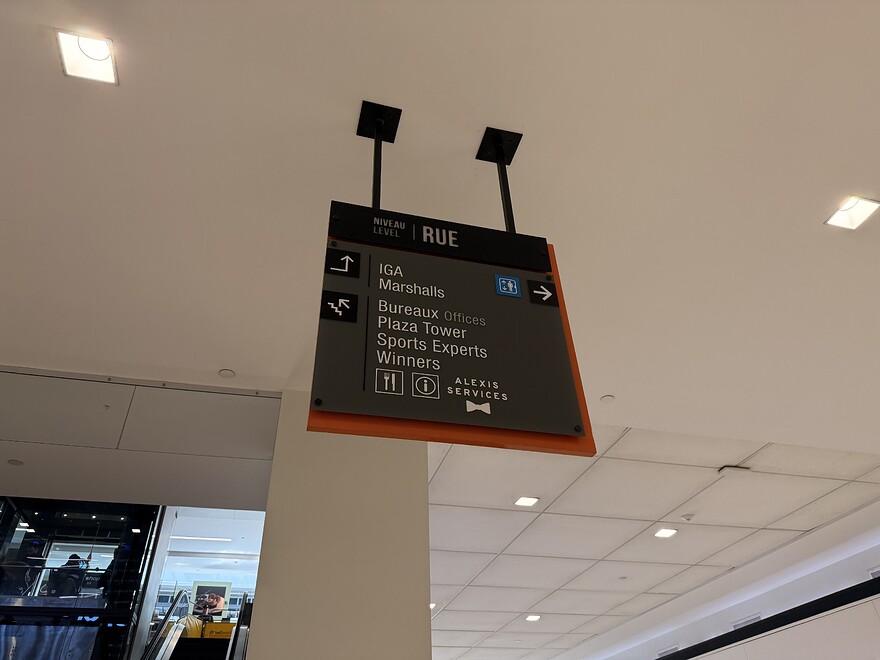 NIVEAU
LEVEL
RUE
IGA
Marshalls
Bureaux Offices
Plaza Tower
Sports Experts
Winners
ALEXIS
SERVICES